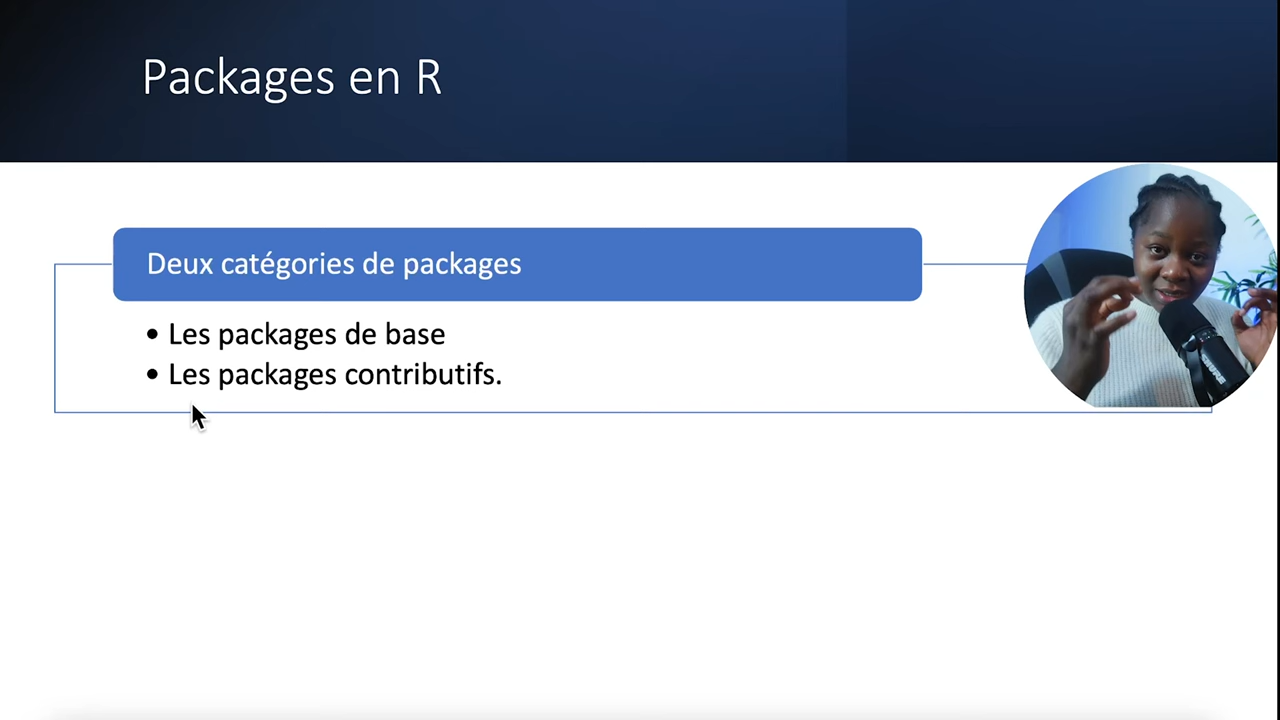 Packages en R
Deux catégories de packages
• Les packages de base
• Les packages contributifs.